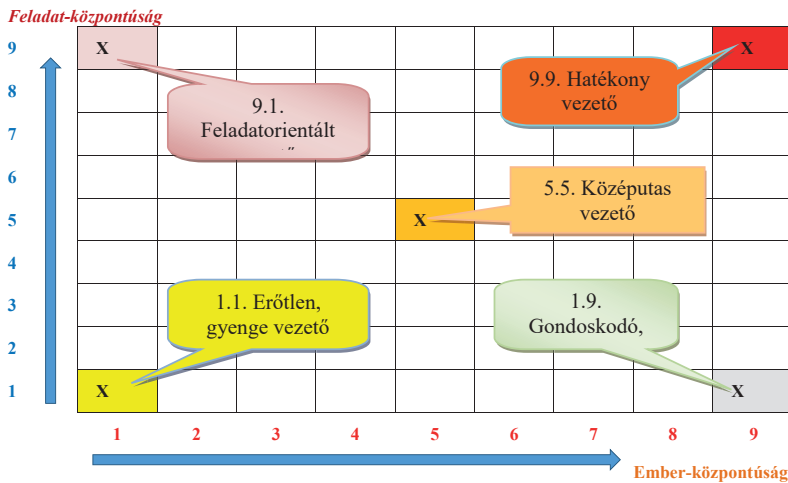 Feladat-központúság
9 X X
8
7
6
5 X
4
3
2
1 X X
9.1.
Feladatorientált
9.9. Hatékony
vezető
5.5. Középutas
vezető
1.1. Erőtlen,
gyenge vezető
1.9.
Gondoskodó,
1 2 3 4 5 6 7 8 9
Ember-központúság